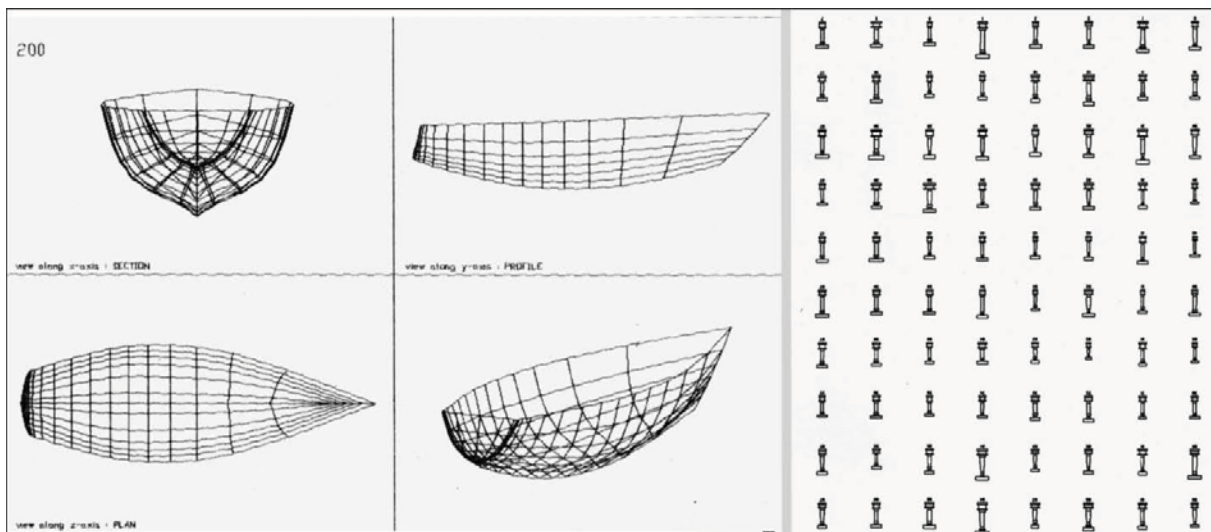 200
view along x-axis : SECTION
view along y-axis : PROFILE
view along z-axis : PLAN